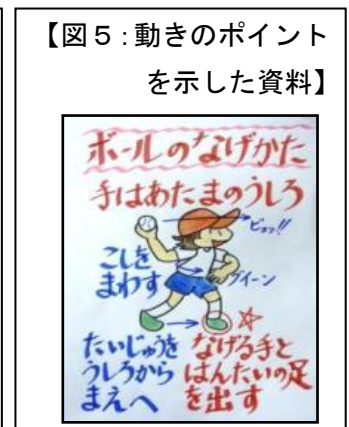 【図５：動きのポイント
を示した資料】
ボールのなげかた
手はあたまのうしろ
ビュッ!!
こしを
まわす
グイーン
たいじゅうを
うしろから
まえへ
なげる手と
はんたいの足
を出す